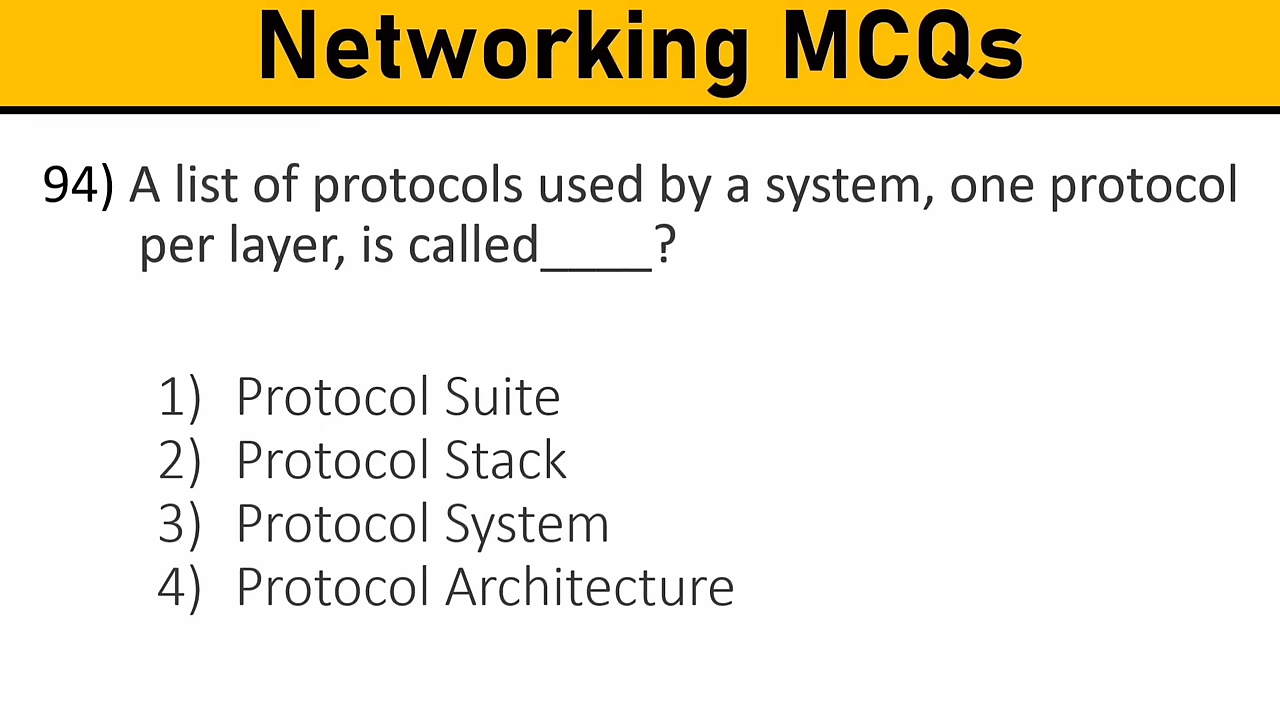 Networking MCQs
94) A list of protocols used by a system, one protocol
per layer, is called____?
1) Protocol Suite
2) Protocol Stack
3) Protocol System
4) Protocol Architecture